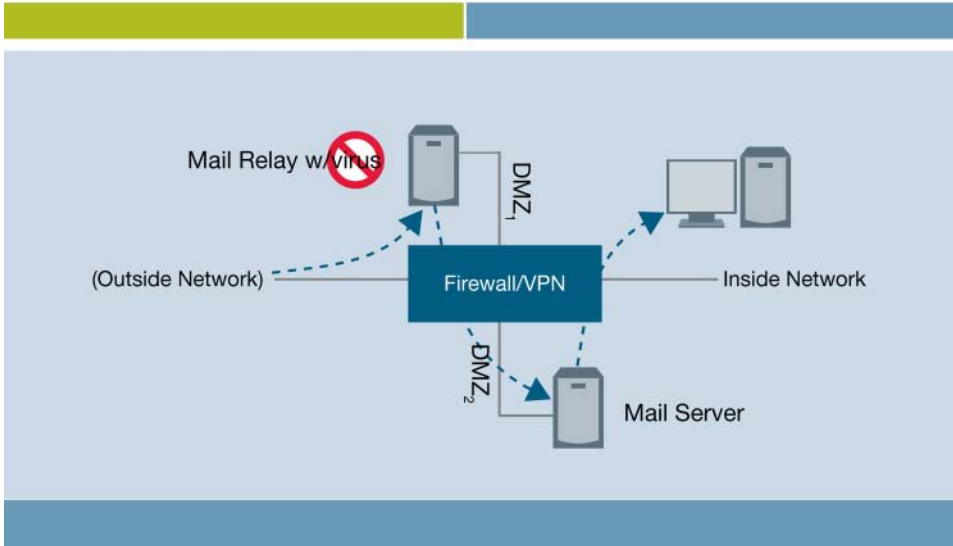 Mail Relay w/virus
DMZ₁
(Outside Network)
Firewall/VPN
Inside Network
DMZ₂
Mail Server